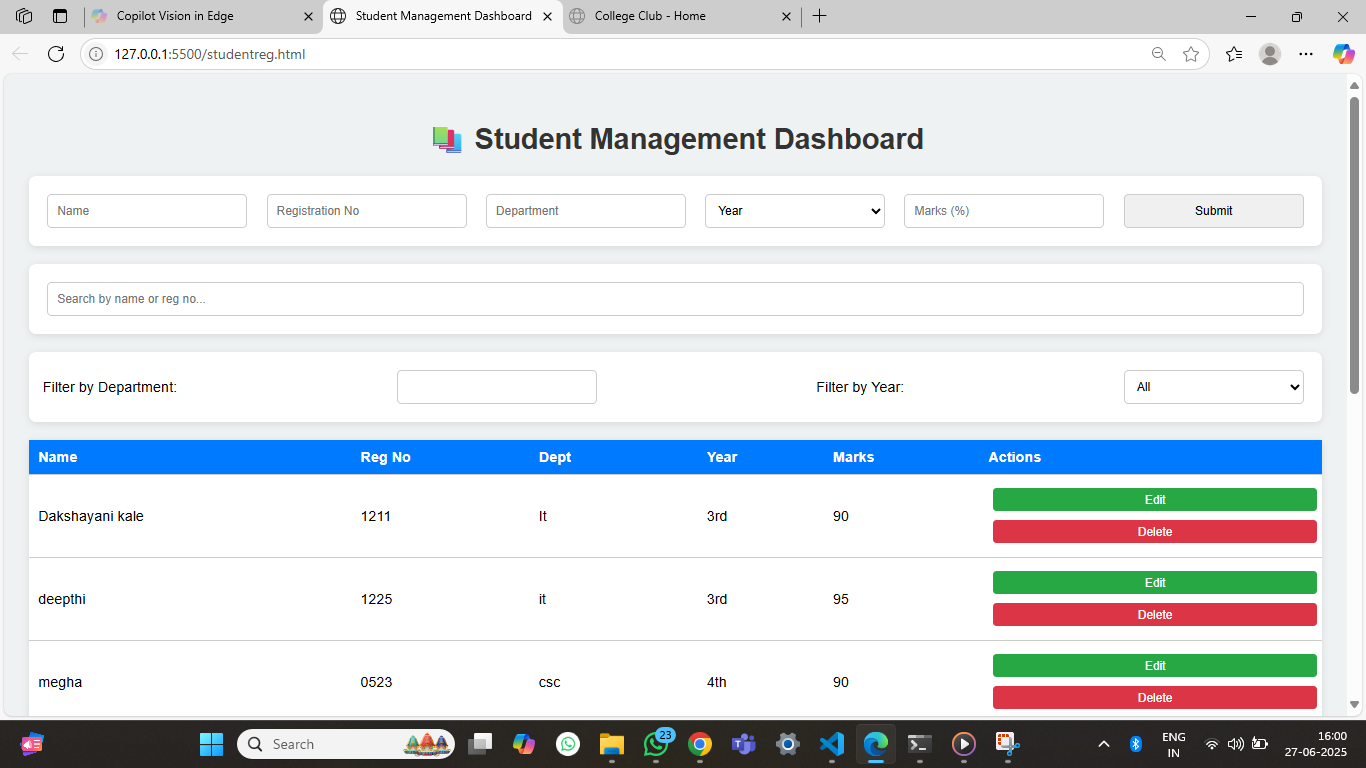 Copilot Vision in Edge
Student Management Dashboard
College Club - Home
127.0.0.1:5500/studentreg.html
Student Management Dashboard
Name Registration No Department Year Marks (%) Submit
Search by name or reg no...
Filter by Department: Filter by Year: All
Name Reg No Dept Year Marks Actions
Dakshayani kale 1211 It 3rd 90 Edit
Delete
deepthi 1225 it 3rd 95 Edit
Delete
megha 0523 csc 4th 90 Edit
Delete
Search
23
ENG
IN
16:00
27-06-2025